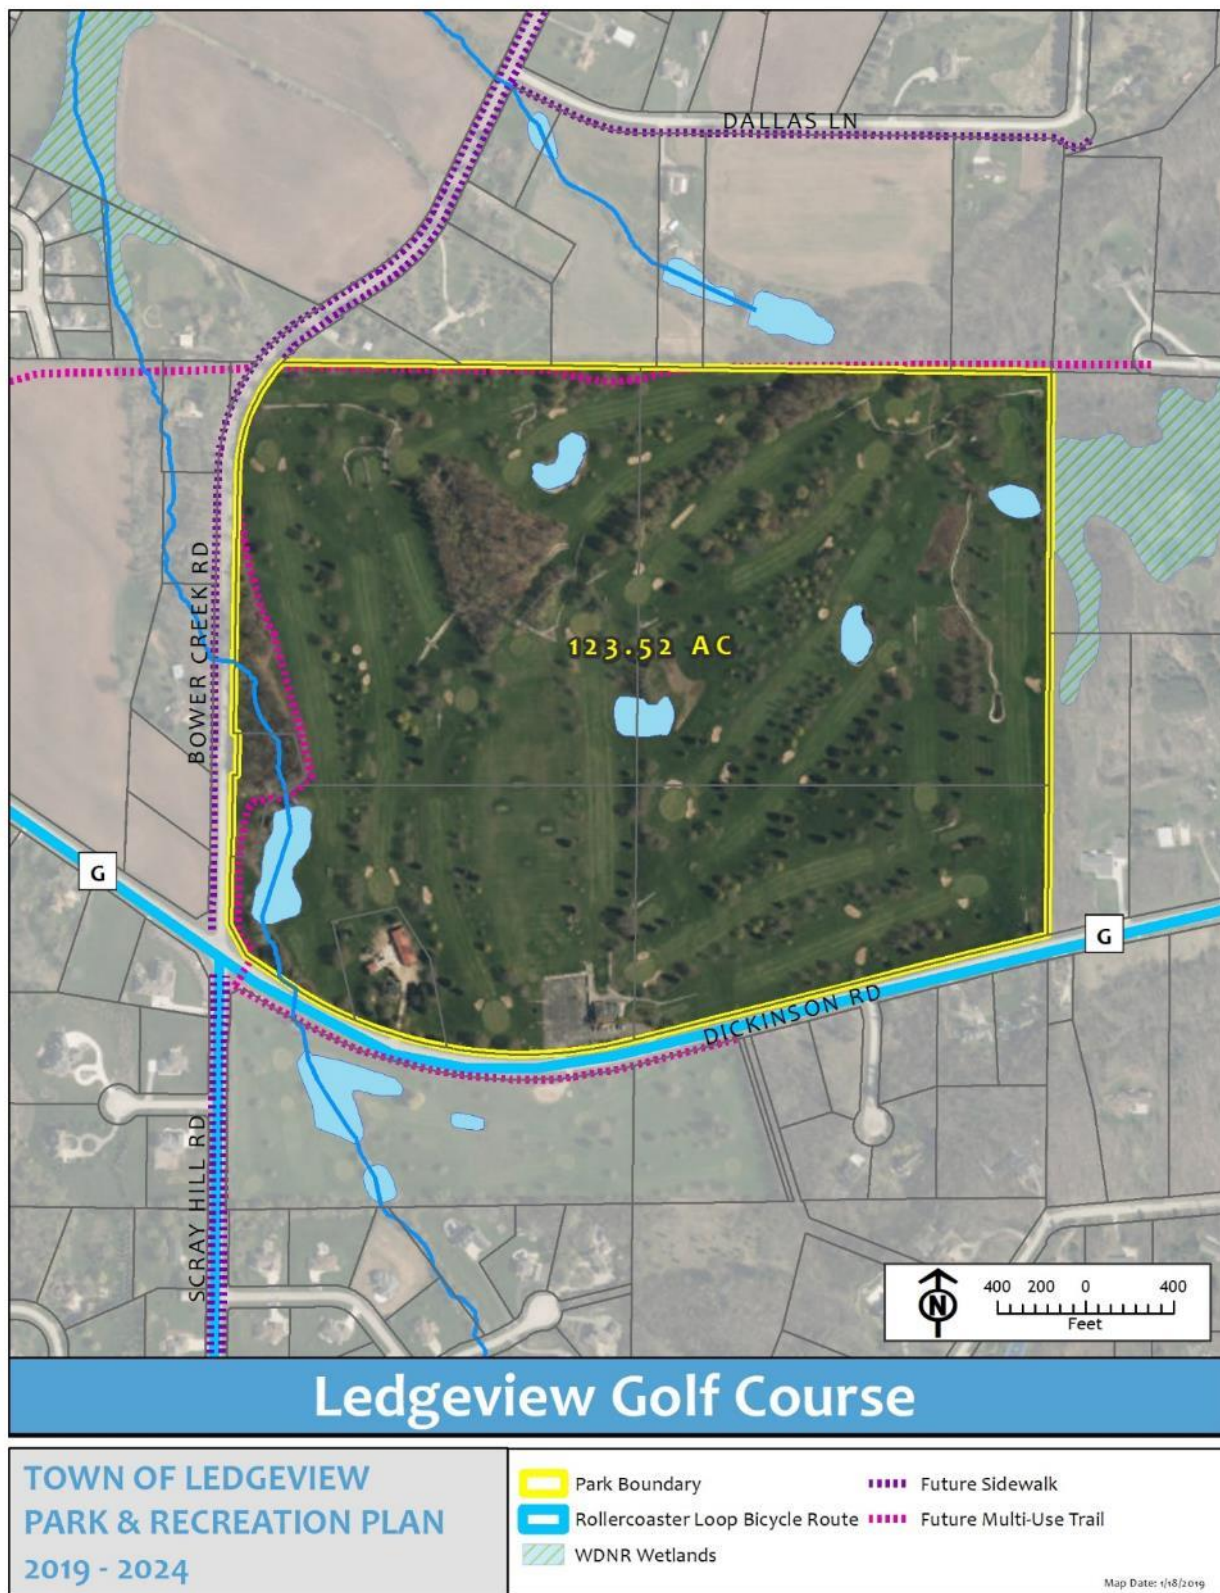 DALLAS LN
BOWER CREEK RD
123.52 AC
G
G
DICKINSON RD
SCRAY HILL RD
N
400 200 0 400
Feet
Ledgeview Golf Course
TOWN OF LEDGEVIEW
PARK & RECREATION PLAN
2019 - 2024
Park Boundary
Rollercoaster Loop Bicycle Route
WDNR Wetlands
Future Sidewalk
Future Multi-Use Trail
Map Date: 1/18/2019